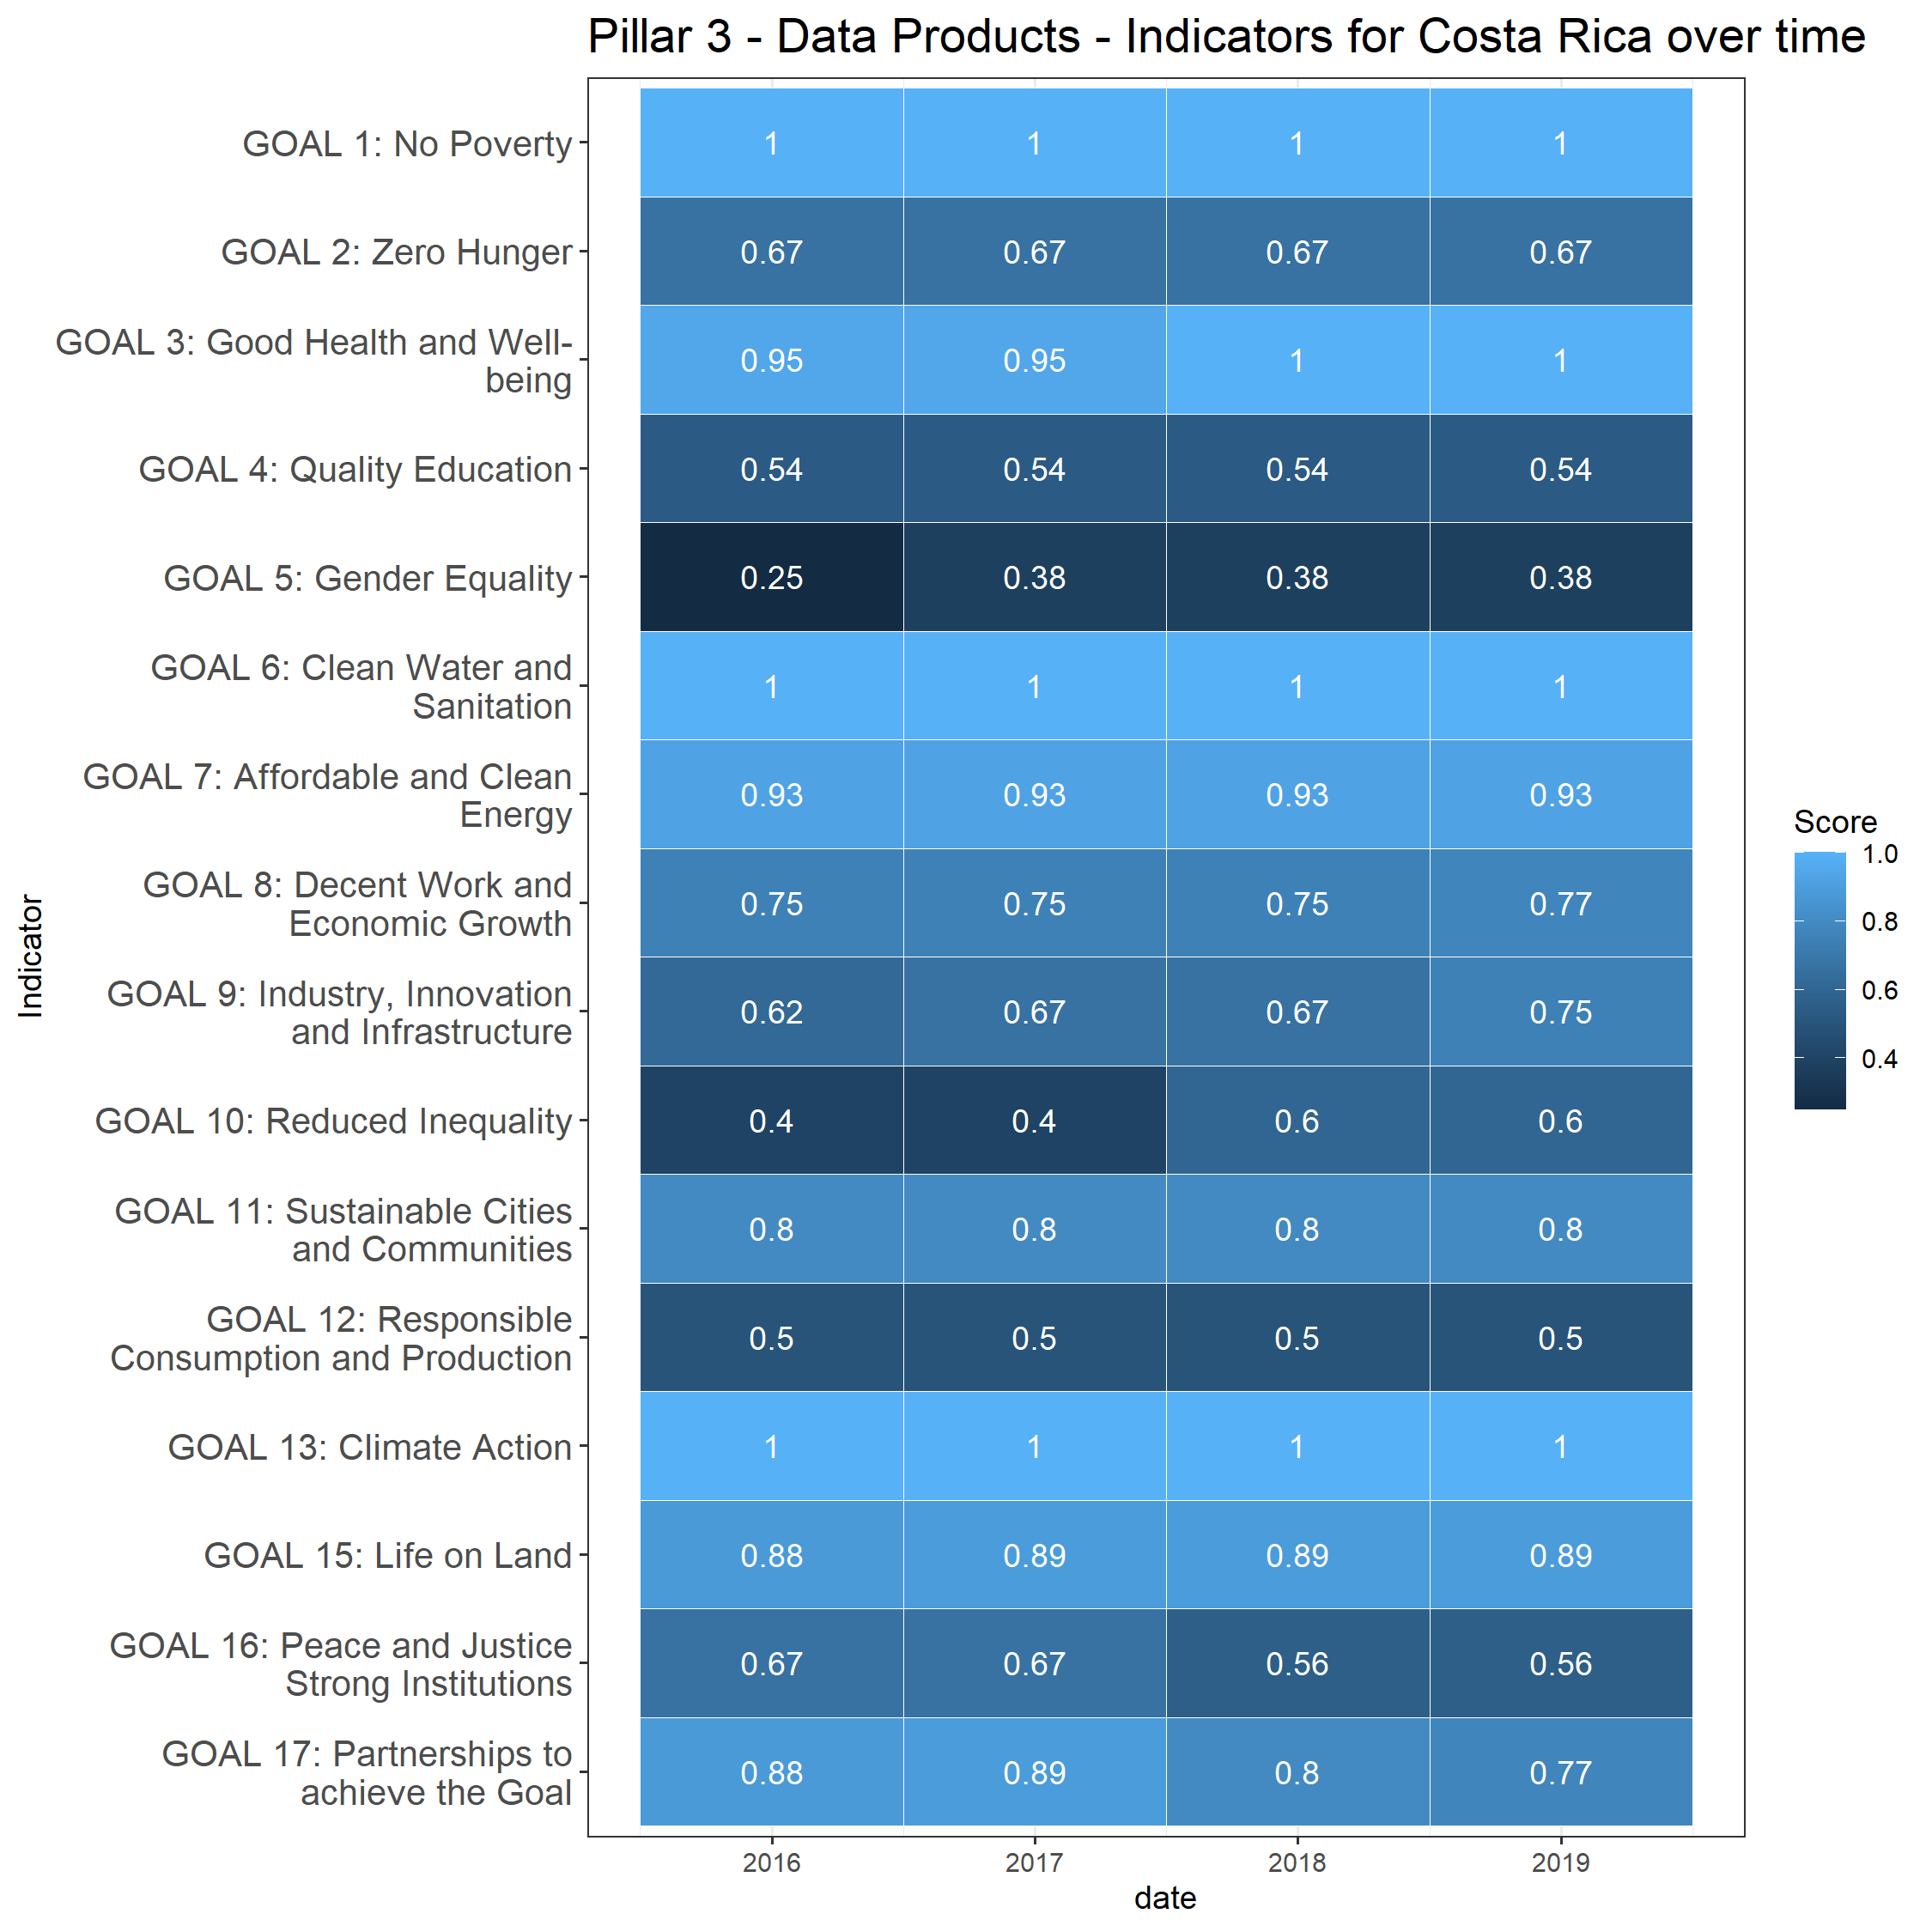 Pillar 3 - Data Products - Indicators for Costa Rica over time
GOAL 1: No Poverty
1 1 1 1
GOAL 2: Zero Hunger
0.67 0.67 0.67 0.67
GOAL 3: Good Health and Well-
being
0.95 0.95 1 1
GOAL 4: Quality Education
0.54 0.54 0.54 0.54
GOAL 5: Gender Equality
0.25 0.38 0.38 0.38
GOAL 6: Clean Water and
Sanitation
1 1 1 1
GOAL 7: Affordable and Clean
Energy
0.93 0.93 0.93 0.93
GOAL 8: Decent Work and
Economic Growth
0.75 0.75 0.75 0.77
GOAL 9: Industry, Innovation
and Infrastructure
0.62 0.67 0.67 0.75
GOAL 10: Reduced Inequality
0.4 0.4 0.6 0.6
GOAL 11: Sustainable Cities
and Communities
0.8 0.8 0.8 0.8
GOAL 12: Responsible
Consumption and Production
0.5 0.5 0.5 0.5
GOAL 13: Climate Action
1 1 1 1
GOAL 15: Life on Land
0.88 0.89 0.89 0.89
GOAL 16: Peace and Justice
Strong Institutions
0.67 0.67 0.56 0.56
GOAL 17: Partnerships to
achieve the Goal
0.88 0.89 0.8 0.77
2016 2017 2018 2019
date
Indicator
Score
1.0
0.8
0.6
0.4